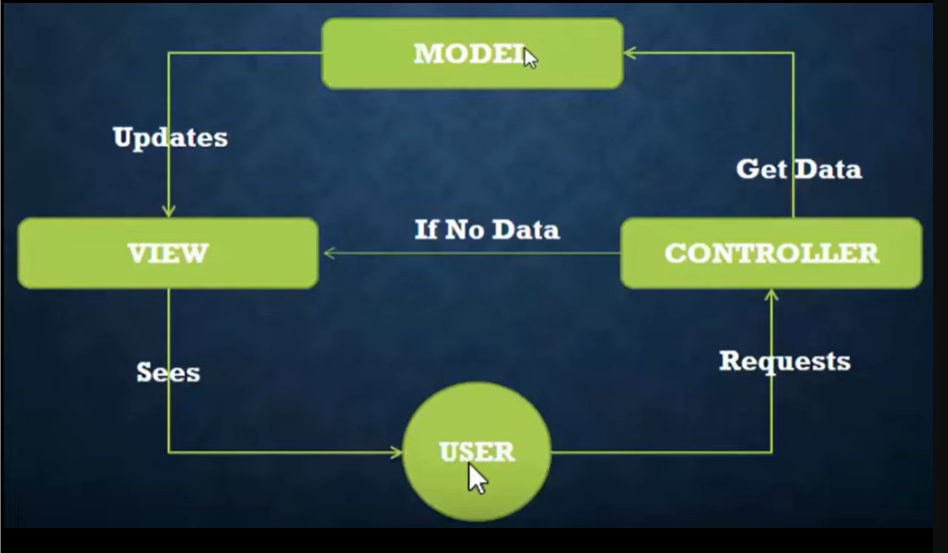 MODEL
Updates
Get Data
If No Data
VIEW
CONTROLLER
Requests
Sees
USER